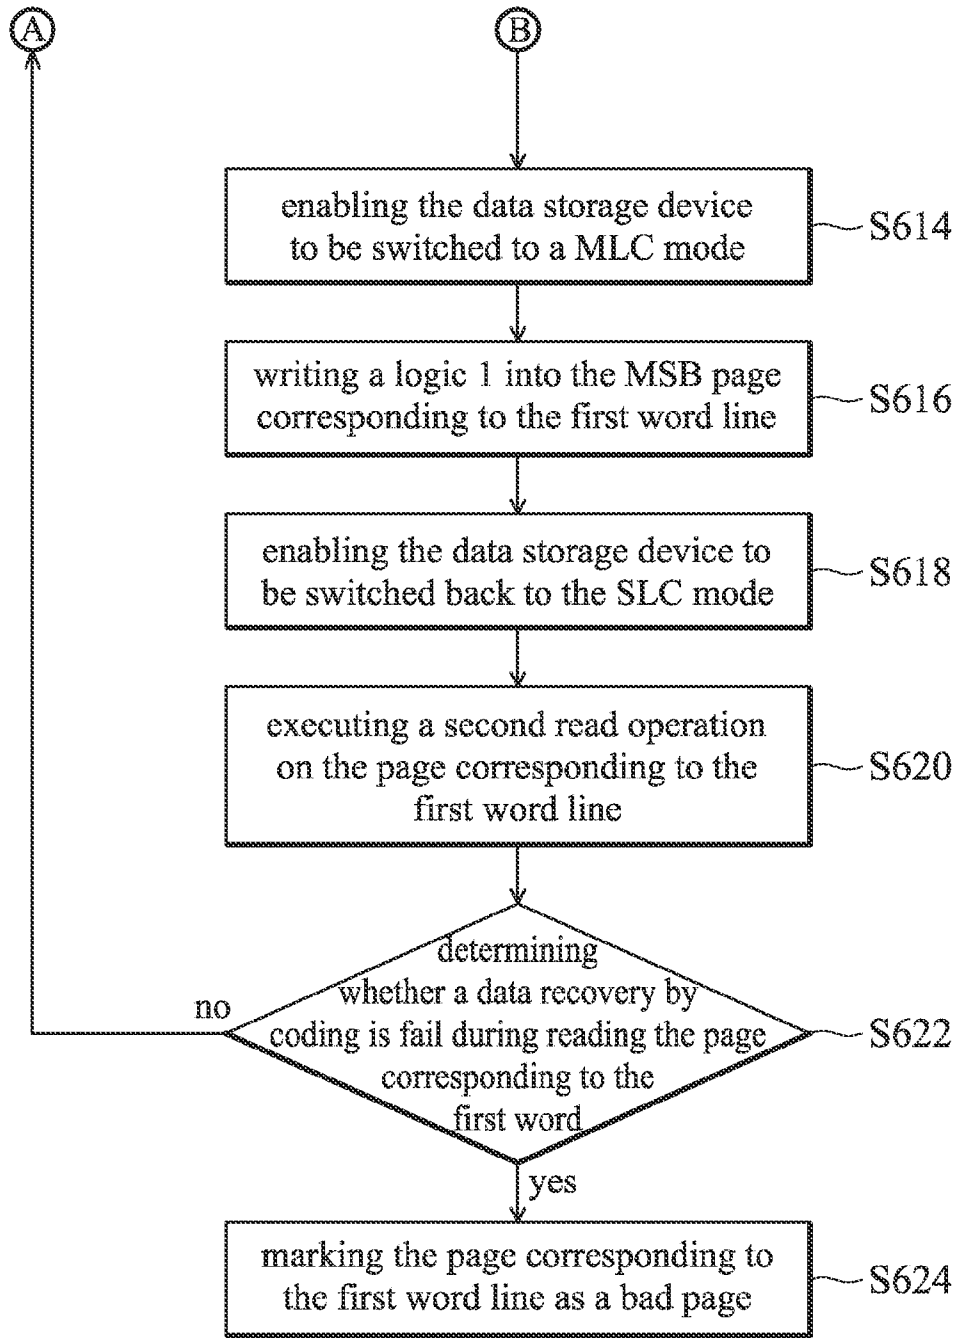 A
B
enabling the data storage device
to be switched to a MLC mode
S614
writing a logic 1 into the MSB page
corresponding to the first word line
S616
enabling the data storage device to
be switched back to the SLC mode
S618
executing a second read operation
on the page corresponding to the
first word line
S620
determining
whether a data recovery by
coding is fail during reading the page
corresponding to the
first word
S622
no
yes
marking the page corresponding to
the first word line as a bad page
S624